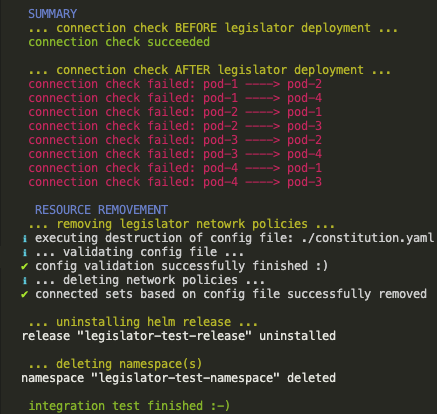 SUMMARY
... connection check BEFORE legislator deployment ...
connection check succeeded
... connection check AFTER legislator deployment ...
connection check failed: pod-1 ----> pod-2
connection check failed: pod-1 ----> pod-4
connection check failed: pod-2 ----> pod-1
connection check failed: pod-2 ----> pod-3
connection check failed: pod-3 ----> pod-2
connection check failed: pod-3 ----> pod-4
connection check failed: pod-4 ----> pod-1
connection check failed: pod-4 ----> pod-3
RESOURCE REMOVEMENT
... removing legislator netowrk policies ...
ℹ executing destruction of config file: ./constitution.yaml
ℹ ... validating config file ...
✔ config validation successfully finished :)
ℹ ... deleting network policies ...
✔ connected sets based on config file successfully removed
... uninstalling helm release ...
release "legislator-test-release" uninstalled
... deleting namespace(s)
namespace "legislator-test-namespace" deleted
integration test finished :-)